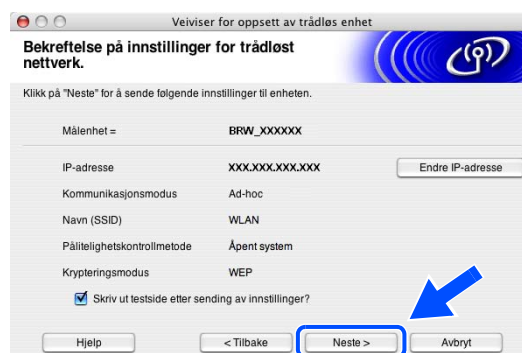 Veiviser for oppsett av trådløs enhet
Bekreftelse på innstillinger for trådløst
nettverk.
Klikk på "Neste" for å sende følgende innstillinger til enheten.
Målenhet = BRW_XXXXXX
IP-adresse XXX.XXX.XXX.XXX Endre IP-adresse
Kommunikasjonsmodus Ad-hoc
Navn (SSID) WLAN
Pålitelighetskontrollmetode Åpent system
Krypteringsmodus WEP
Skriv ut testside etter sending av innstillinger?
Hjelp < Tilbake Neste > Avbryt